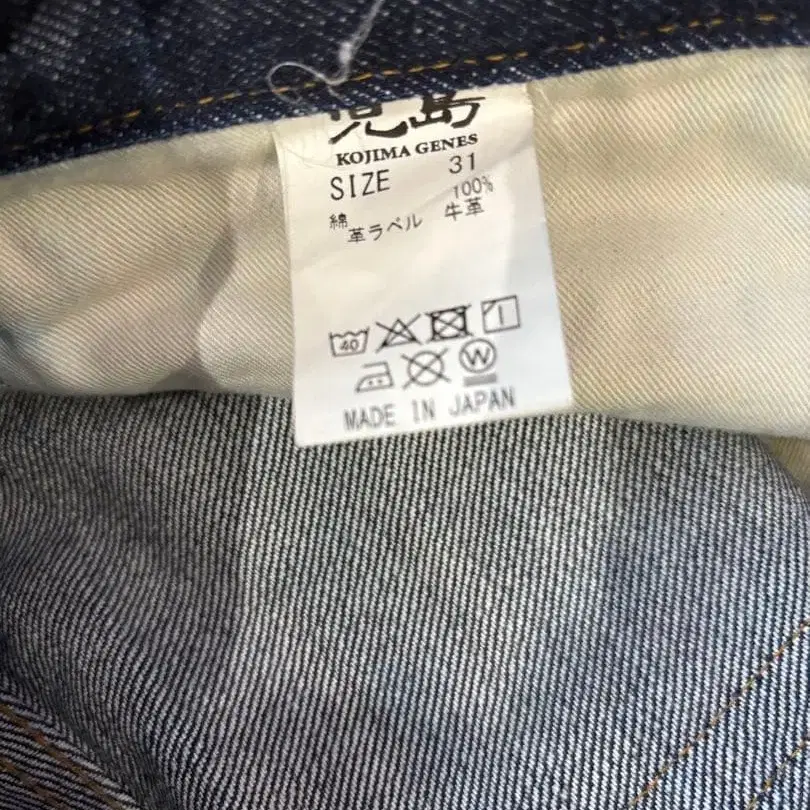 児島
KOJIMA GENES
SIZE 31
綿 100%
革ラベル 牛革
40
W
MADE IN JAPAN